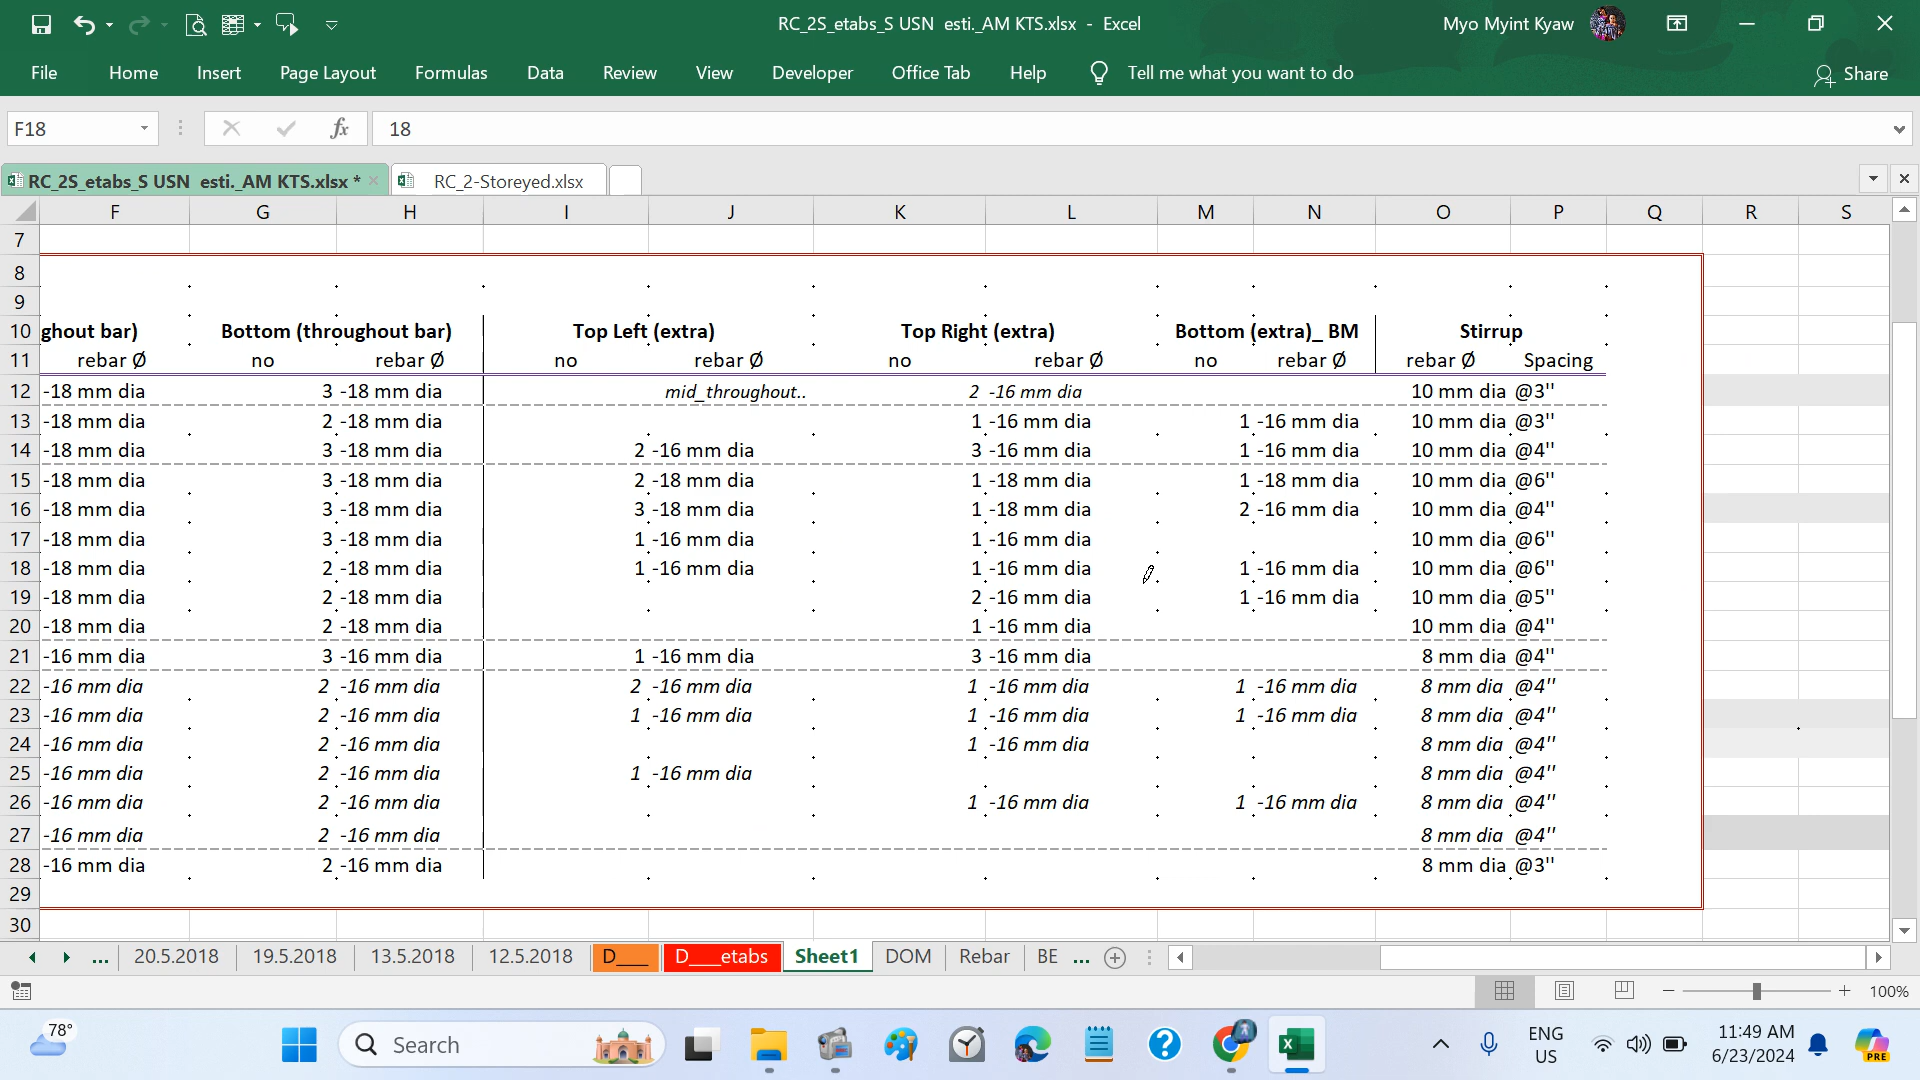 RC_2S_etabs_S USN  esti._AM KTS.xlsx  -  Excel
Myo Myint Kyaw
File Home Insert Page Layout Formulas Data Review View Developer Office Tab Help Tell me what you want to do Share
F18 fx 18
RC_2S_etabs_S USN  esti._AM KTS.xlsx * RC_2-Storeyed.xlsx
F G H I J K L M N O P Q R S
7
8
9
10 ghout bar) Bottom (throughout bar) Top Left (extra) Top Right (extra) Bottom (extra)_ BM Stirrup
11 rebar Ø no rebar Ø no rebar Ø no rebar Ø no rebar Ø rebar Ø Spacing
12 -18 mm dia 3 -18 mm dia mid_throughout.. 2 -16 mm dia 10 mm dia @3"
13 -18 mm dia 2 -18 mm dia 1 -16 mm dia 1 -16 mm dia 10 mm dia @3"
14 -18 mm dia 3 -18 mm dia 2 -16 mm dia 3 -16 mm dia 1 -16 mm dia 10 mm dia @4"
15 -18 mm dia 3 -18 mm dia 2 -18 mm dia 1 -18 mm dia 1 -18 mm dia 10 mm dia @6"
16 -18 mm dia 3 -18 mm dia 3 -18 mm dia 1 -18 mm dia 2 -16 mm dia 10 mm dia @4"
17 -18 mm dia 3 -18 mm dia 1 -16 mm dia 1 -16 mm dia 10 mm dia @6"
18 -18 mm dia 2 -18 mm dia 1 -16 mm dia 1 -16 mm dia 1 -16 mm dia 10 mm dia @6"
19 -18 mm dia 2 -18 mm dia 2 -16 mm dia 1 -16 mm dia 10 mm dia @5"
20 -18 mm dia 2 -18 mm dia 1 -16 mm dia 10 mm dia @4"
21 -16 mm dia 3 -16 mm dia 1 -16 mm dia 3 -16 mm dia 8 mm dia @4"
22 -16 mm dia 2 -16 mm dia 2 -16 mm dia 1 -16 mm dia 1 -16 mm dia 8 mm dia @4"
23 -16 mm dia 2 -16 mm dia 1 -16 mm dia 1 -16 mm dia 1 -16 mm dia 8 mm dia @4"
24 -16 mm dia 2 -16 mm dia 1 -16 mm dia 8 mm dia @4"
25 -16 mm dia 2 -16 mm dia 1 -16 mm dia 8 mm dia @4"
26 -16 mm dia 2 -16 mm dia 1 -16 mm dia 1 -16 mm dia 8 mm dia @4"
27 -16 mm dia 2 -16 mm dia 8 mm dia @4"
28 -16 mm dia 2 -16 mm dia 8 mm dia @3"
29
30
... 20.5.2018 19.5.2018 13.5.2018 12.5.2018 D___ D___etabs Sheet1 DOM Rebar BE ...
100%
78° Search ENG 11:49 AM
US 6/23/2024 PRE